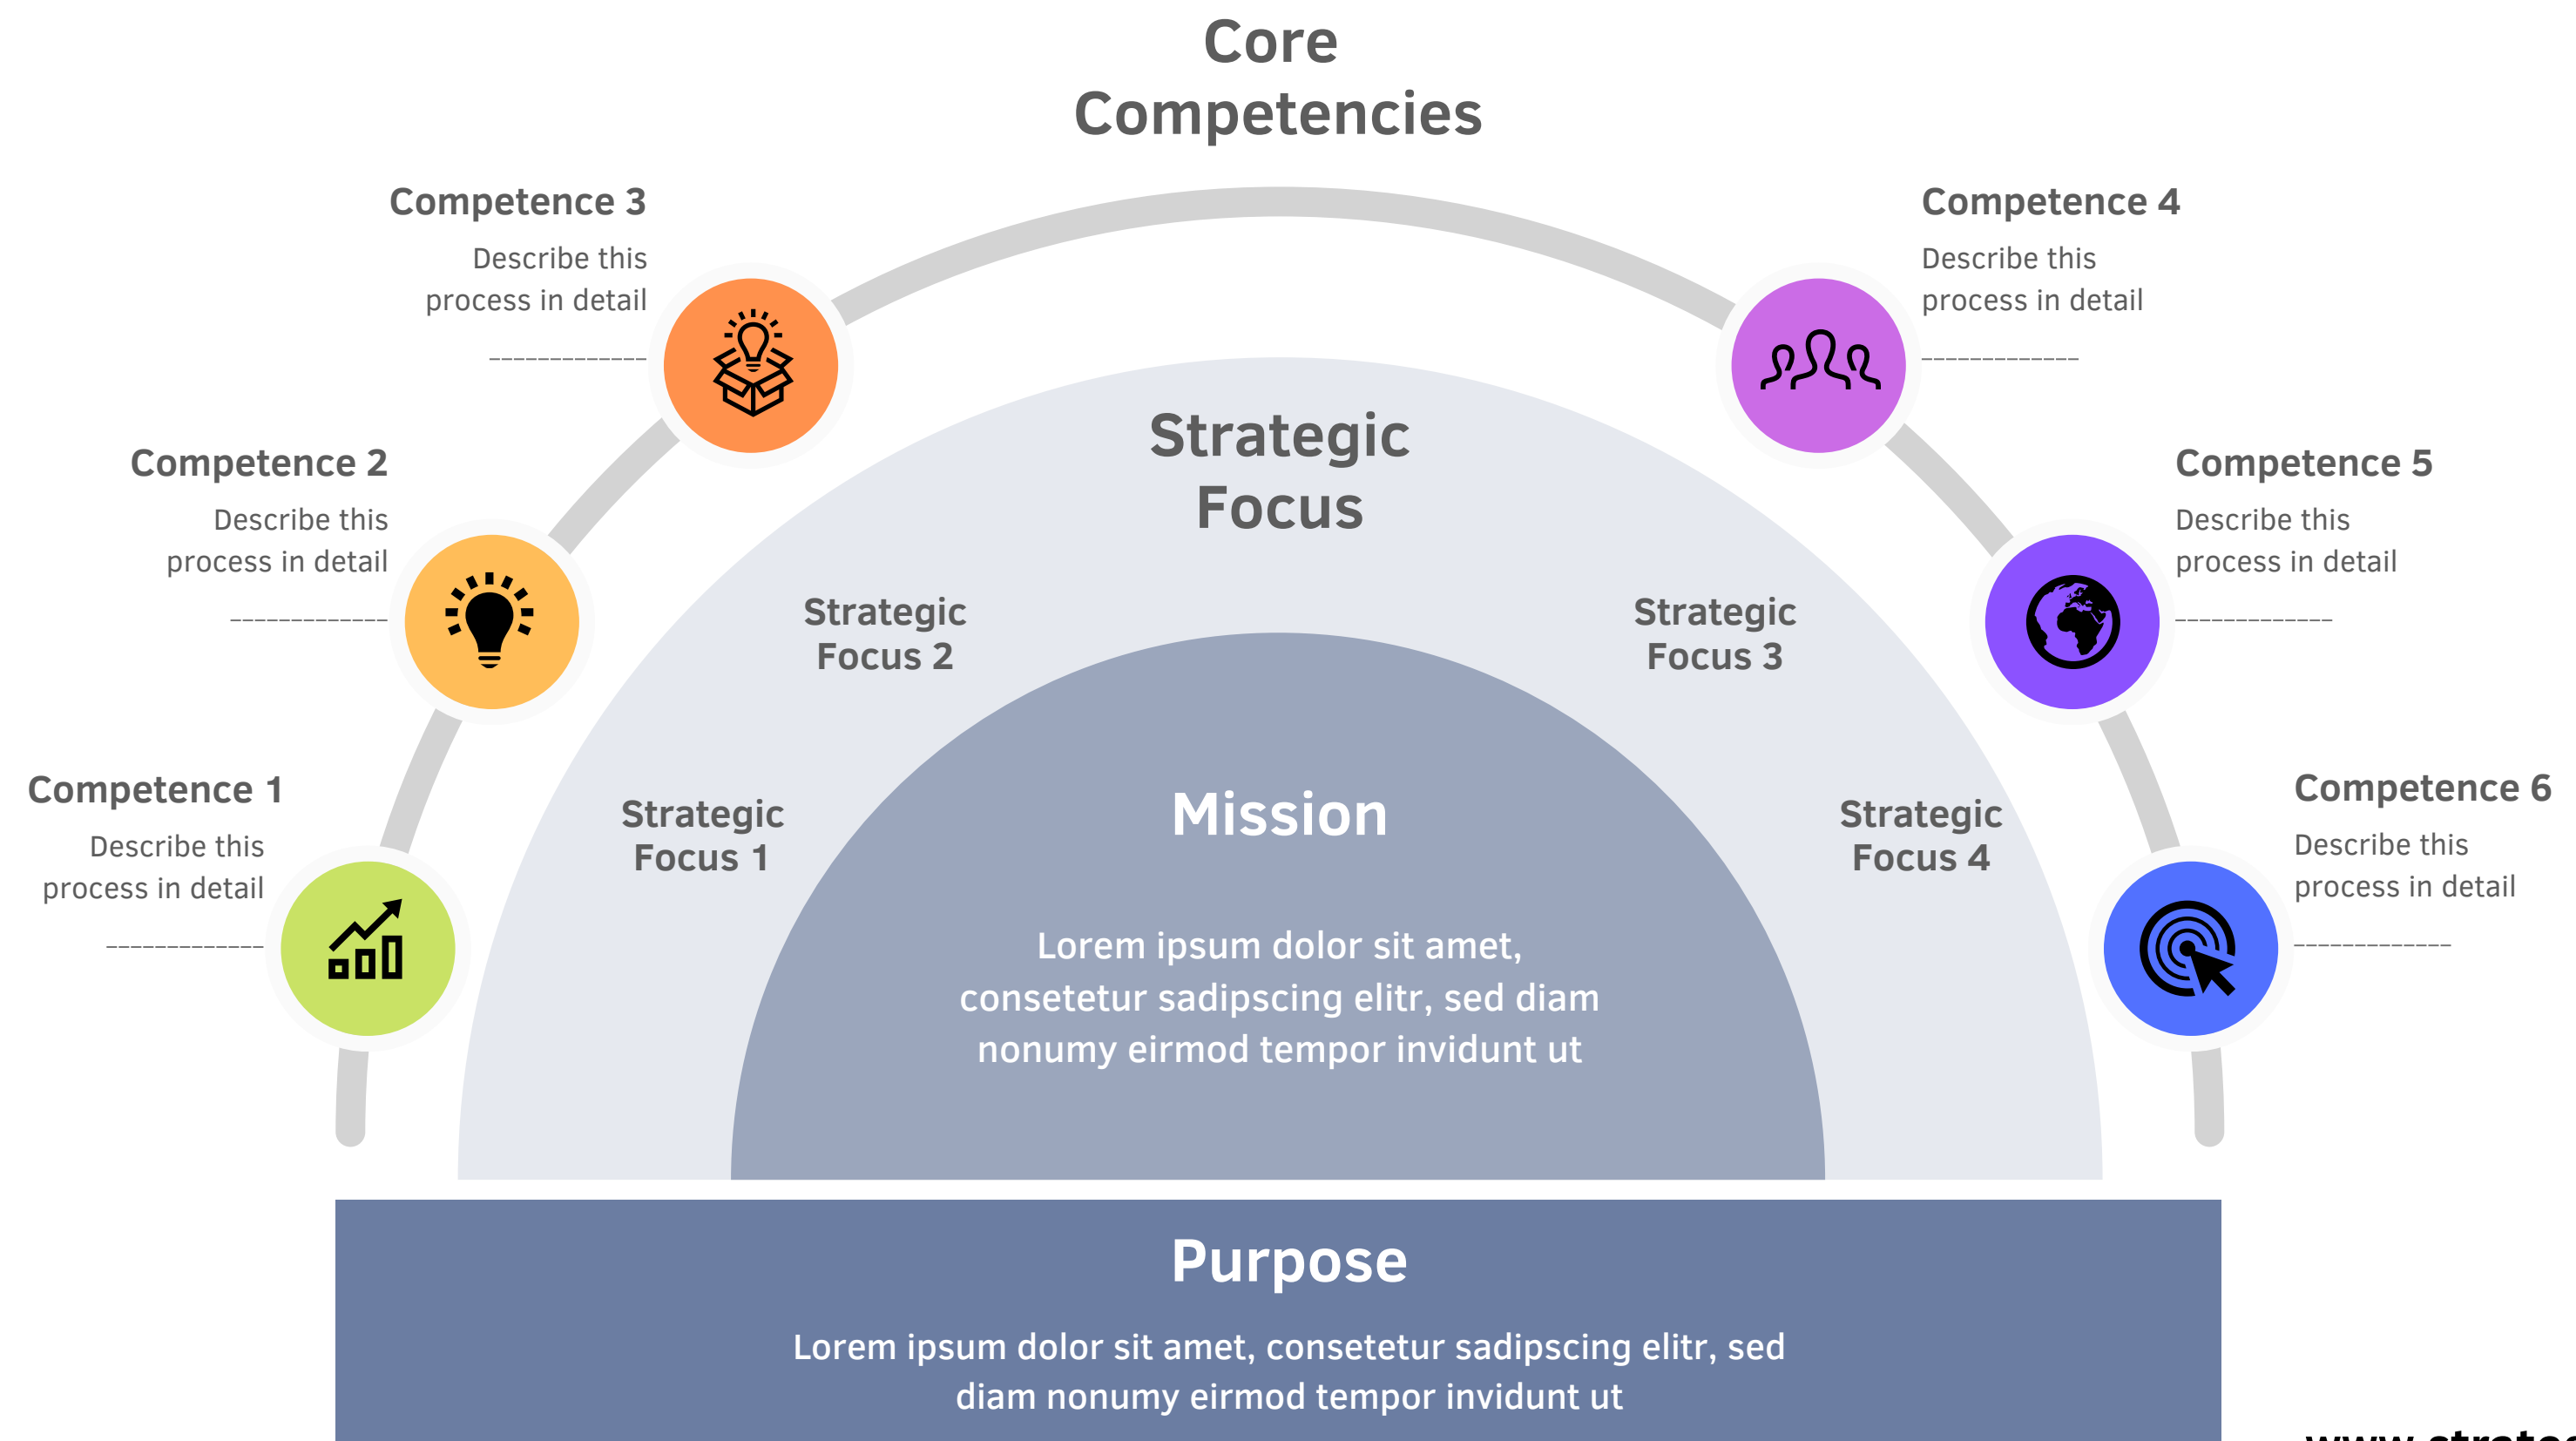 Core
Competencies
Competence 3
Describe this
process in detail
Competence 4
Describe this
process in detail
Strategic
Focus
Competence 2
Describe this
process in detail
Competence 5
Describe this
process in detail
Strategic
Focus 2
Strategic
Focus 3
Competence 1
Describe this
process in detail
Strategic
Focus 1
Mission
Strategic
Focus 4
Competence 6
Describe this
process in detail
Lorem ipsum dolor sit amet,
consetetur sadipscing elitr, sed diam
nonumy eirmod tempor invidunt ut
Purpose
Lorem ipsum dolor sit amet, consetetur sadipscing elitr, sed
diam nonumy eirmod tempor invidunt ut